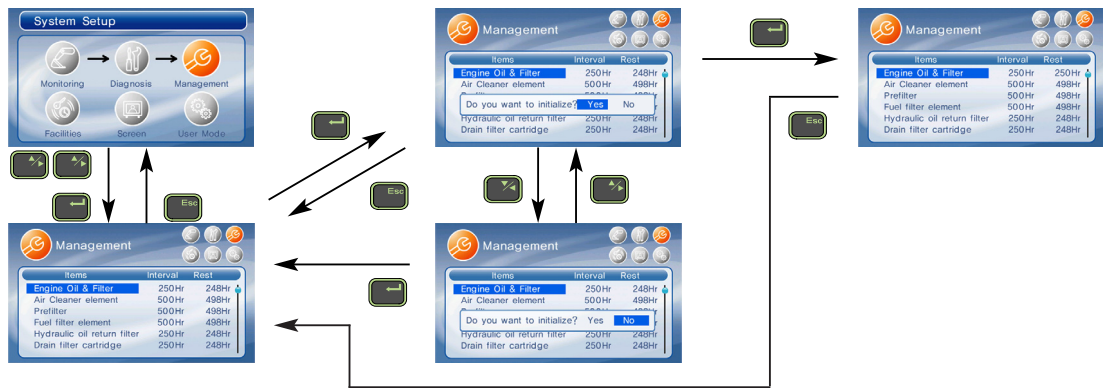 System Setup
Monitoring
Diagnosis
Management
Facilities
Screen
User Mode
Esc
Management
Items Interval Rest
Engine Oil & Filter 250Hr 248Hr
Air Cleaner element 500Hr 498Hr
Prefilter 500Hr 498Hr
Fuel filter element 500Hr 498Hr
Hydraulic oil return filter 250Hr 248Hr
Drain filter cartridge 250Hr 248Hr
Esc
Management
Items Interval Rest
Engine Oil & Filter 250Hr 248Hr
Air Cleaner element 500Hr 498Hr
Do you want to initialize? Yes No
Hydraulic oil return filter 250Hr 248Hr
Drain filter cartridge 250Hr 248Hr
Management
Items Interval Rest
Engine Oil & Filter 250Hr 248Hr
Air Cleaner element 500Hr 498Hr
Do you want to initialize? Yes No
Hydraulic oil return filter 250Hr 248Hr
Drain filter cartridge 250Hr 248Hr
Management
Items Interval Rest
Engine Oil & Filter 250Hr 250Hr
Air Cleaner element 500Hr 498Hr
Prefilter 500Hr 498Hr
Fuel filter element 500Hr 498Hr
Hydraulic oil return filter 250Hr 248Hr
Drain filter cartridge 250Hr 248Hr
Esc